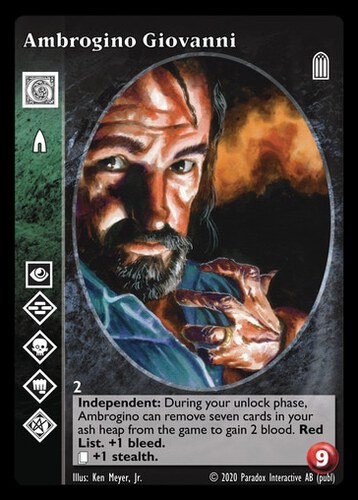 Ambrogino Giovanni
2
Independent: During your unlock phase,
Ambrogino can remove seven cards in your
ash heap from the game to gain 2 blood. Red
List. +1 bleed.
+1 stealth.
9
Illus: Ken Meyer, Jr.
© 2020 Paradox Interactive AB (publ)